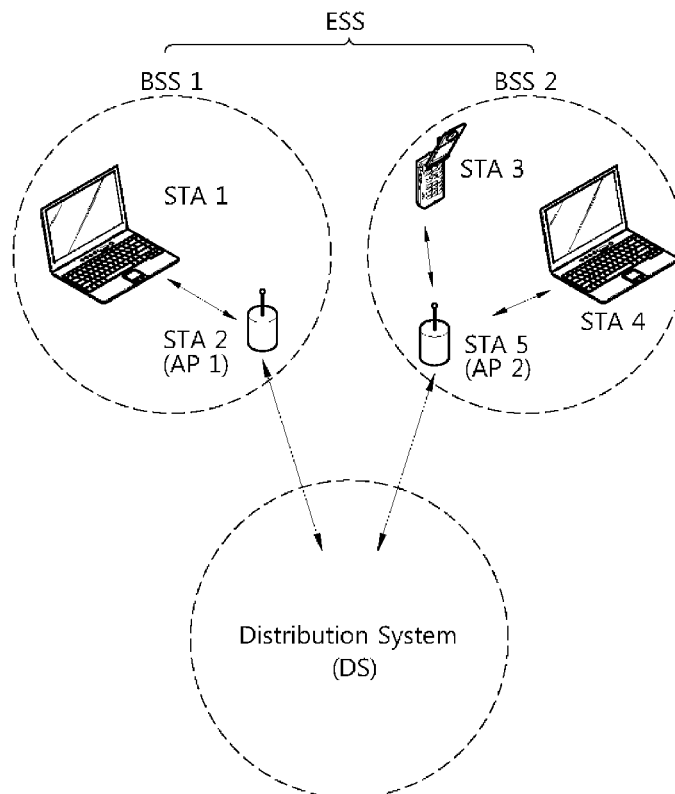 ESS
BSS 1
BSS 2
STA 1
STA 2
(AP 1)
STA 3
STA 4
STA 5
(AP 2)
Distribution System
(DS)